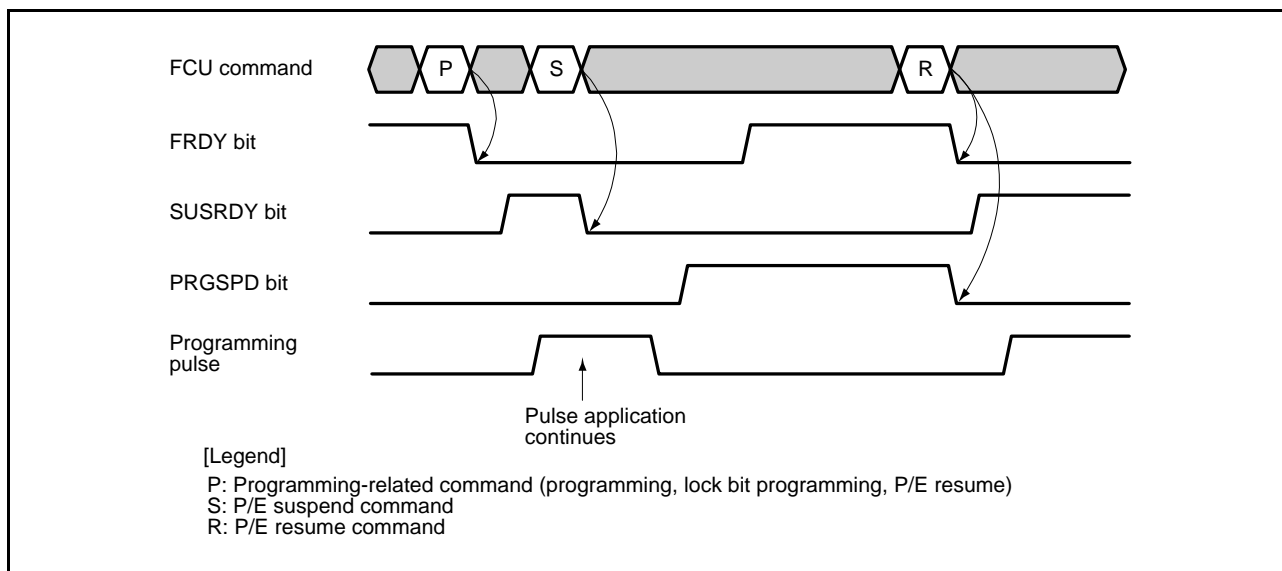 FCU command
P
S
R
FRDY bit
SUSRDY bit
PRGSPD bit
Programming
pulse
Pulse application
continues
[Legend]
P: Programming-related command (programming, lock bit programming, P/E resume)
S: P/E suspend command
R: P/E resume command